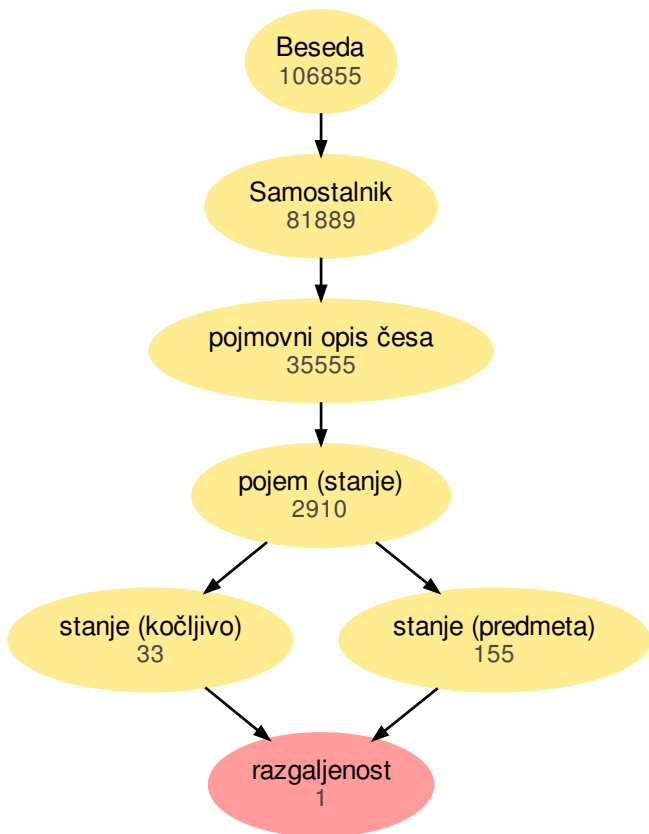 Beseda
106855
Samostalnik
81889
pojmovni opis česa
35555
pojem (stanje)
2910
stanje (kočljivo)
33
stanje (predmeta)
155
razgaljenost
1